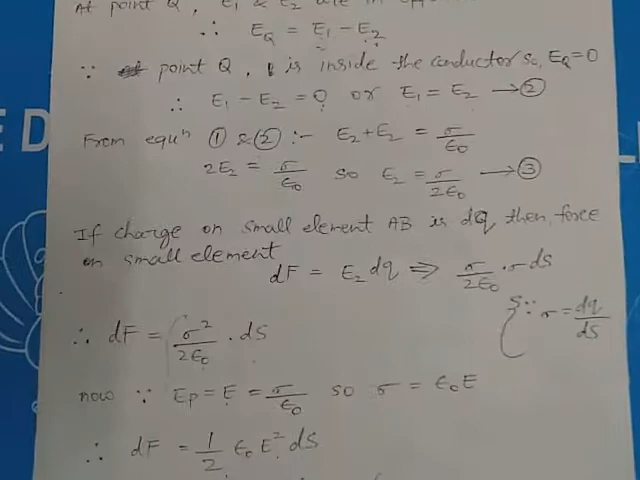 At point Q, E₁ & E₂ are in
∴ E_Q = E₁ − E₂
∵ point Q, is inside the conductor so, E_Q = 0
∴ E₁ − E₂ = 0 or E₁ = E₂ → ②
From equⁿ ① & ② :- E₂ + E₂ = σ/ε₀
2E₂ = σ/ε₀ so E₂ = σ/2ε₀ → ③
If charge on small element AB is dq then force
on small element
dF = E₂ dq ⇒ σ/2ε₀ · σ ds
{∵ σ = dq/ds
∴ dF = σ²/2ε₀ · ds
now ∵ Ep = E = σ/ε₀ so σ = ε₀E
∴ dF = 1/2 ε₀ E² ds